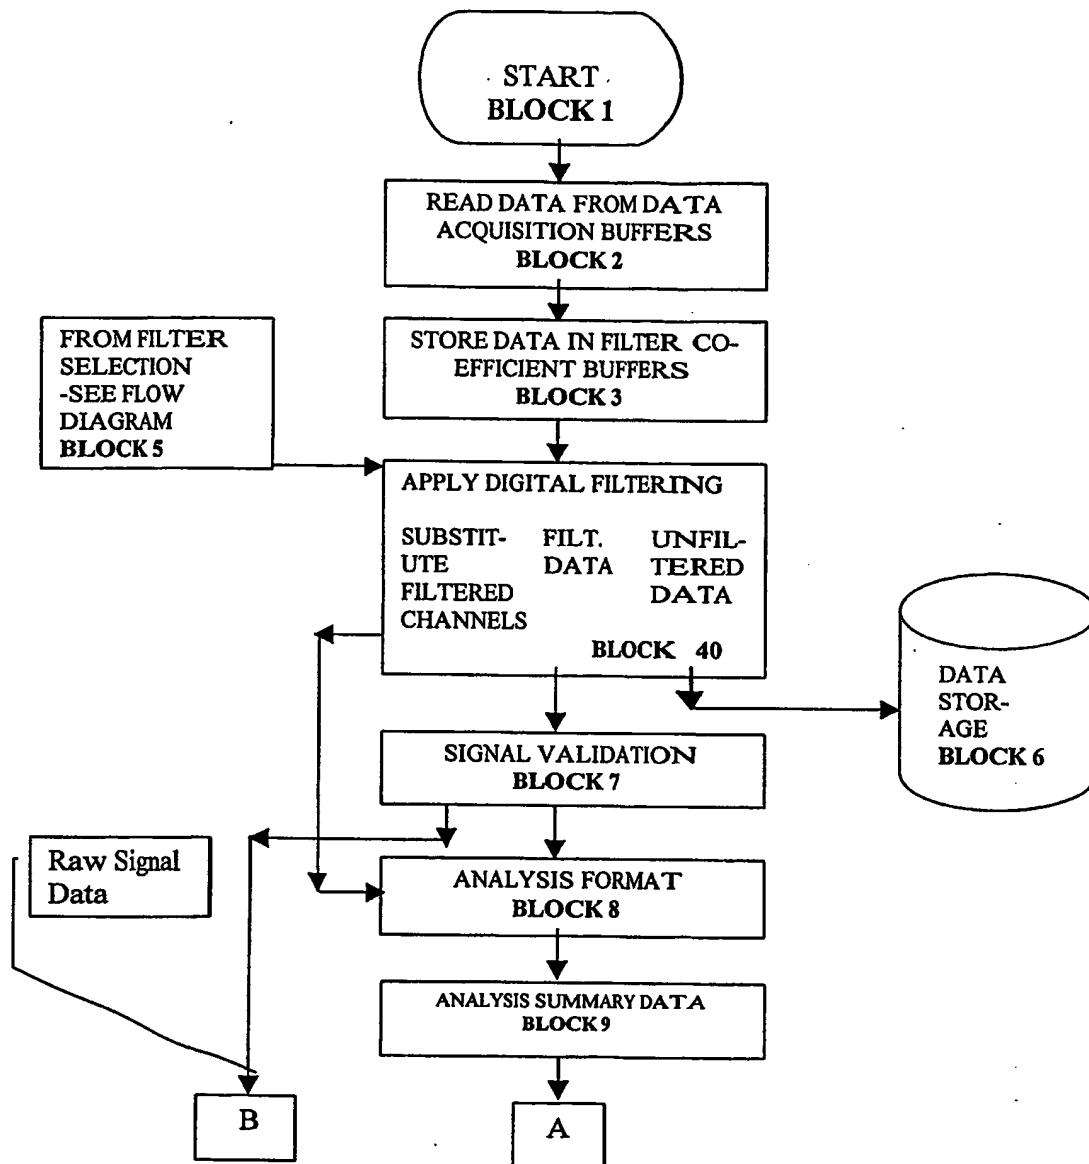 START
BLOCK 1
READ DATA FROM DATA
ACQUISITION BUFFERS
BLOCK 2
STORE DATA IN FILTER CO-
EFFICIENT BUFFERS
BLOCK 3
FROM FILTER
SELECTION
-SEE FLOW
DIAGRAM
BLOCK 5
APPLY DIGITAL FILTERING
SUBSTIT-
UTE
FILTERED
CHANNELS
FILT.
DATA
UNFIL-
TERED
DATA
BLOCK 40
DATA
STOR-
AGE
BLOCK 6
SIGNAL VALIDATION
BLOCK 7
Raw Signal
Data
ANALYSIS FORMAT
BLOCK 8
ANALYSIS SUMMARY DATA
BLOCK 9
B
A